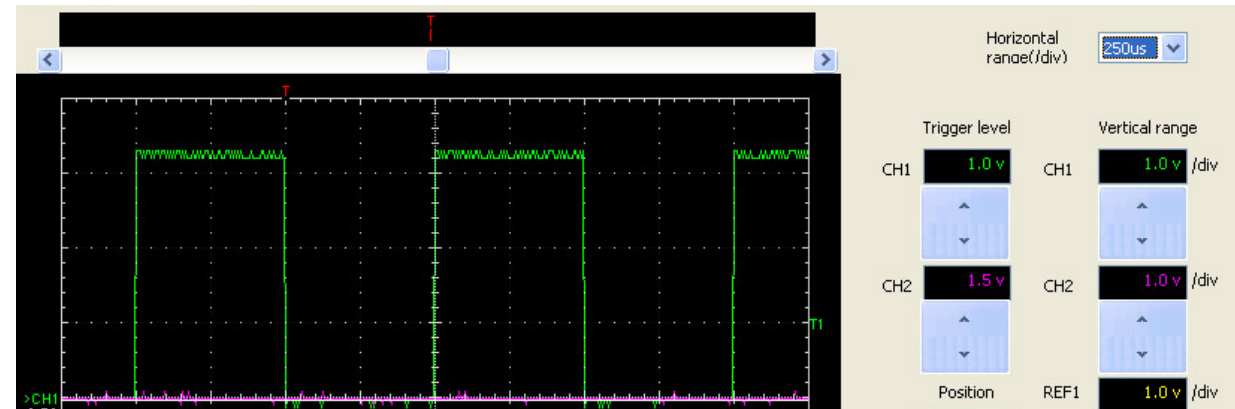 T
Horizontal
range(/div)
250us
T
Trigger level
Vertical range
CH1
1.0 v
CH1
1.0 v
/div
CH2
1.5 v
CH2
1.0 v
/div
T1
>CH1
Position
REF1
1.0 v
/div